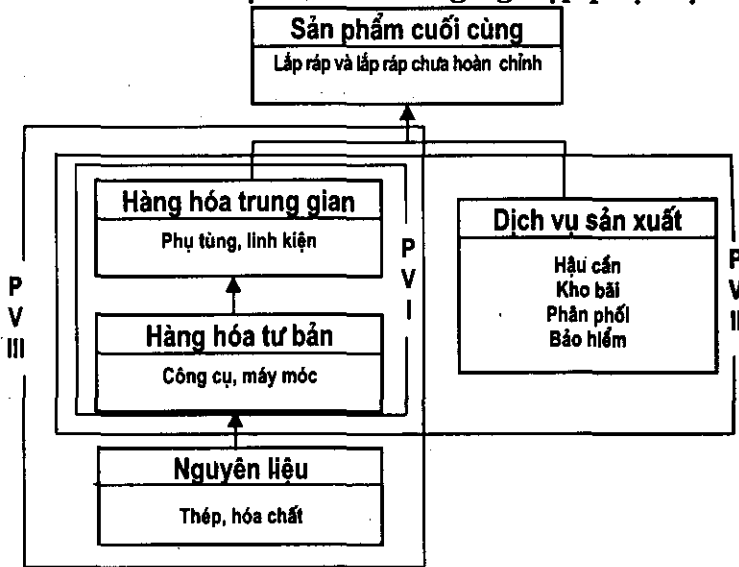 Sản phẩm cuối cùng
Lắp ráp và lắp ráp chưa hoàn chỉnh
Hàng hóa trung gian
Phụ tùng, linh kiện
Hàng hóa tư bản
Công cụ, máy móc
Nguyên liệu
Thép, hóa chất
Dịch vụ sản xuất
Hậu cần
Kho bãi
Phân phối
Bảo hiểm
P
V
I
P
V
II
P
V
III